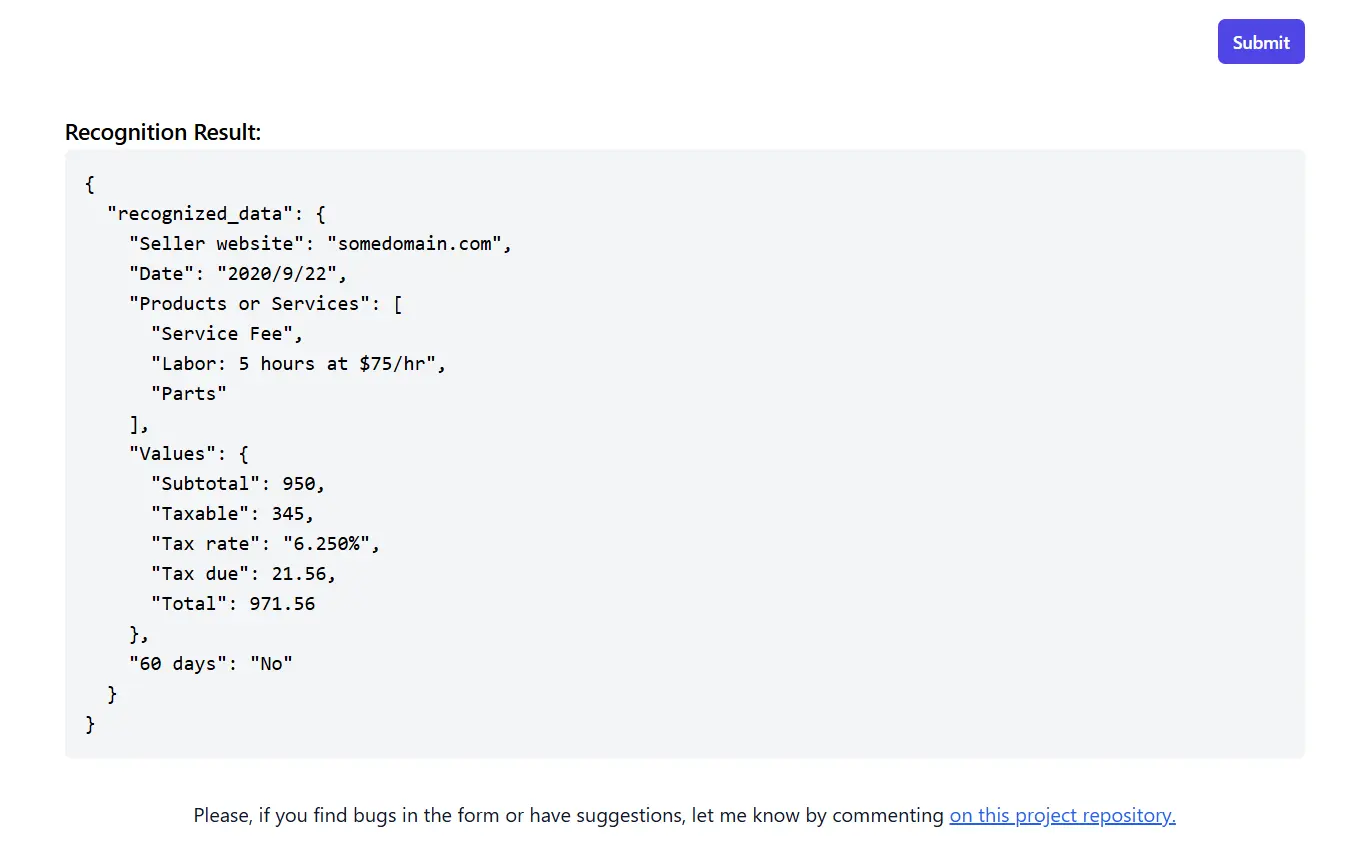 Submit
Recognition Result:
{
  "recognized_data": {
    "Seller website": "somedomain.com",
    "Date": "2020/9/22",
    "Products or Services": [
      "Service Fee",
      "Labor: 5 hours at $75/hr",
      "Parts"
    ],
    "Values": {
      "Subtotal": 950,
      "Taxable": 345,
      "Tax rate": "6.250%",
      "Tax due": 21.56,
      "Total": 971.56
    },
    "60 days": "No"
  }
}
Please, if you find bugs in the form or have suggestions, let me know by commenting on this project repository.